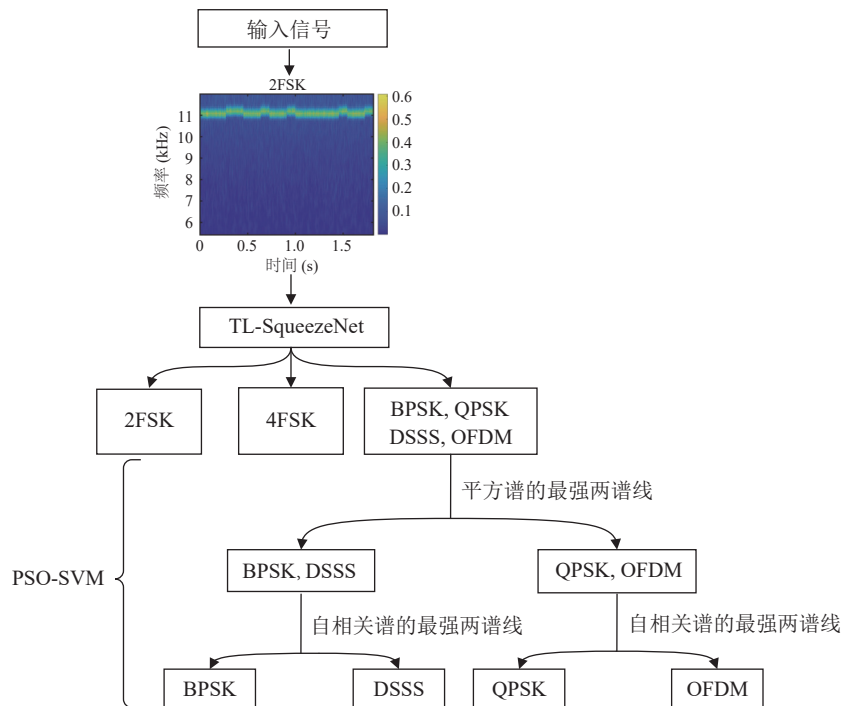 输入信号
2FSK
0.6
0.5
0.4
0.3
0.2
0.1
频率 (kHz)
11
10
9
8
7
6
0 0.5 1.0 1.5
时间 (s)
TL-SqueezeNet
2FSK
4FSK
BPSK, QPSK
DSSS, OFDM
平方谱的最强两谱线
PSO-SVM
BPSK, DSSS
QPSK, OFDM
自相关谱的最强两谱线
自相关谱的最强两谱线
BPSK
DSSS
QPSK
OFDM